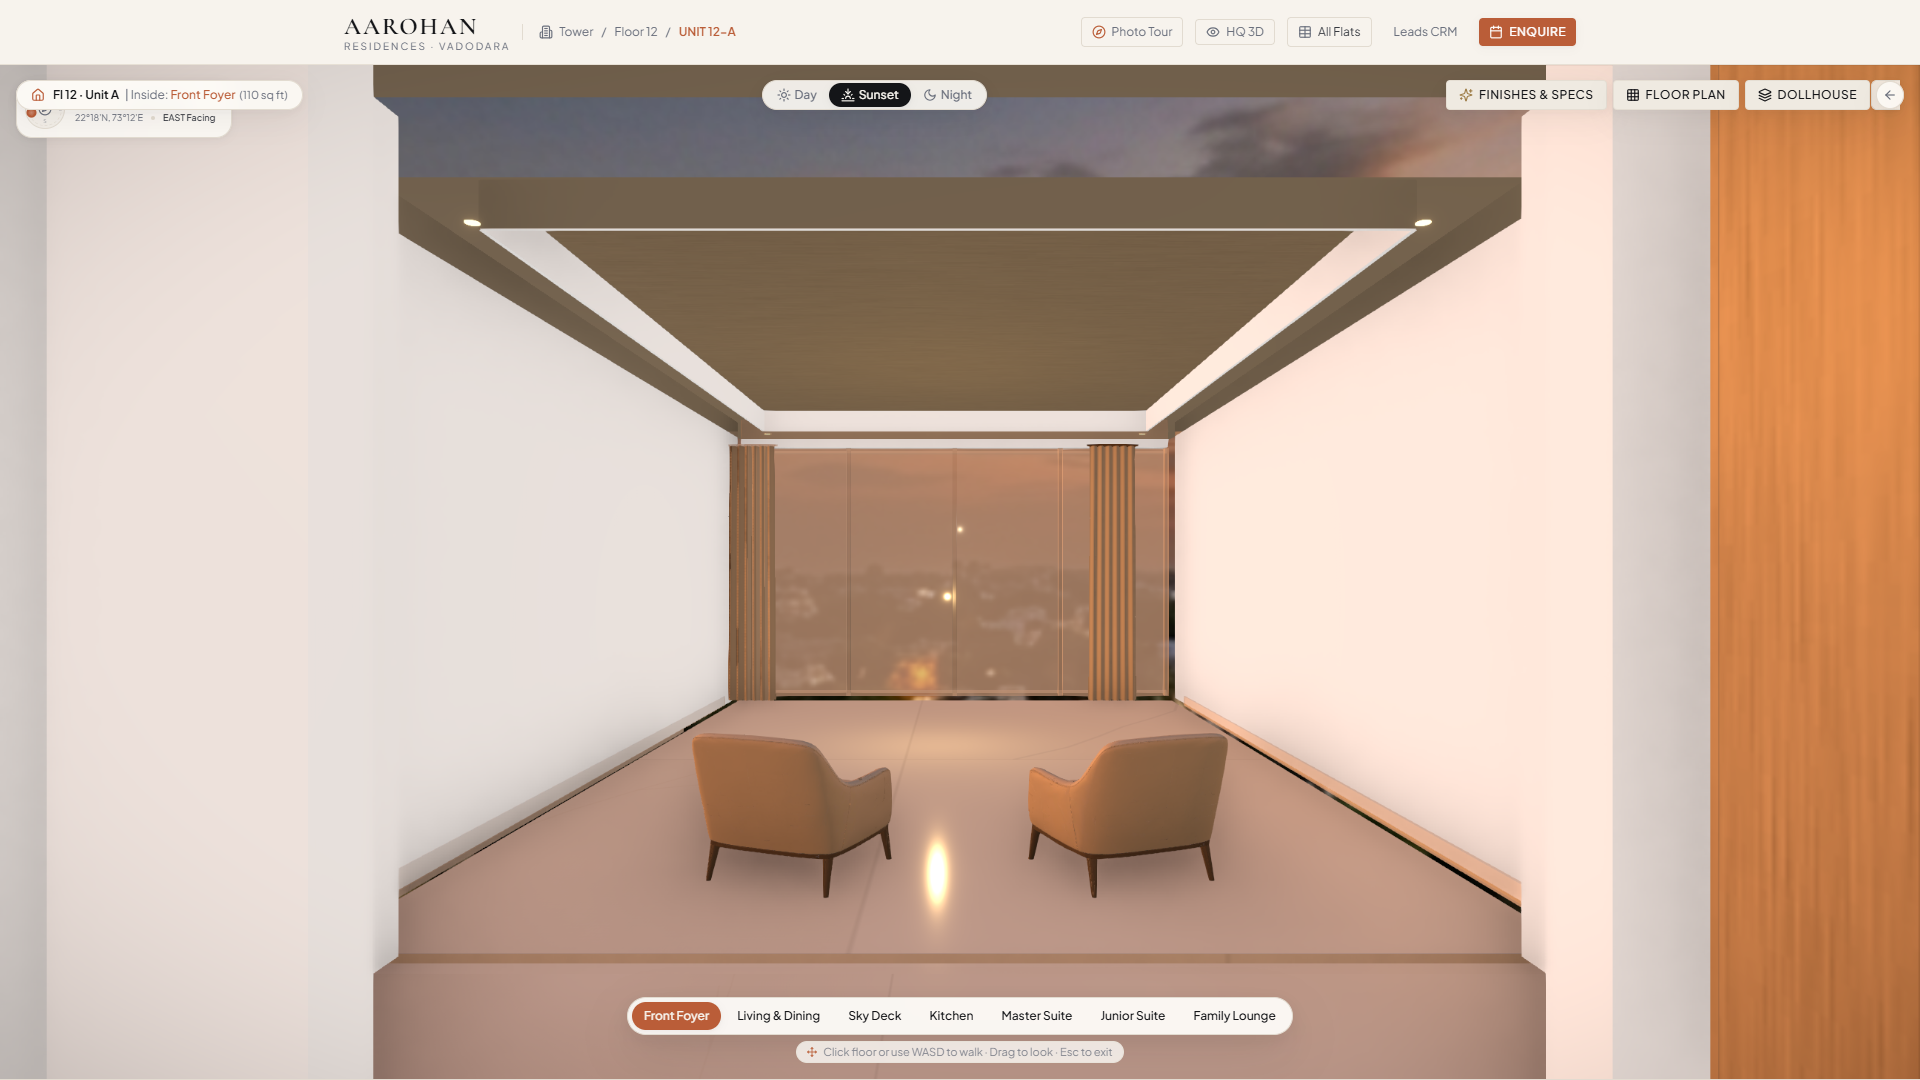 AAROHAN
RESIDENCES · VADODARA
Tower / Floor 12 / UNIT 12-A
Photo Tour
HQ 3D
All Flats
Leads CRM
ENQUIRE
Fl 12 · Unit A | Inside: Front Foyer (110 sq ft)
22°18'N, 73°12'E • EAST Facing
Day
Sunset
Night
FINISHES & SPECS
FLOOR PLAN
DOLLHOUSE
Front Foyer
Living & Dining
Sky Deck
Kitchen
Master Suite
Junior Suite
Family Lounge
Click floor or use WASD to walk · Drag to look · Esc to exit